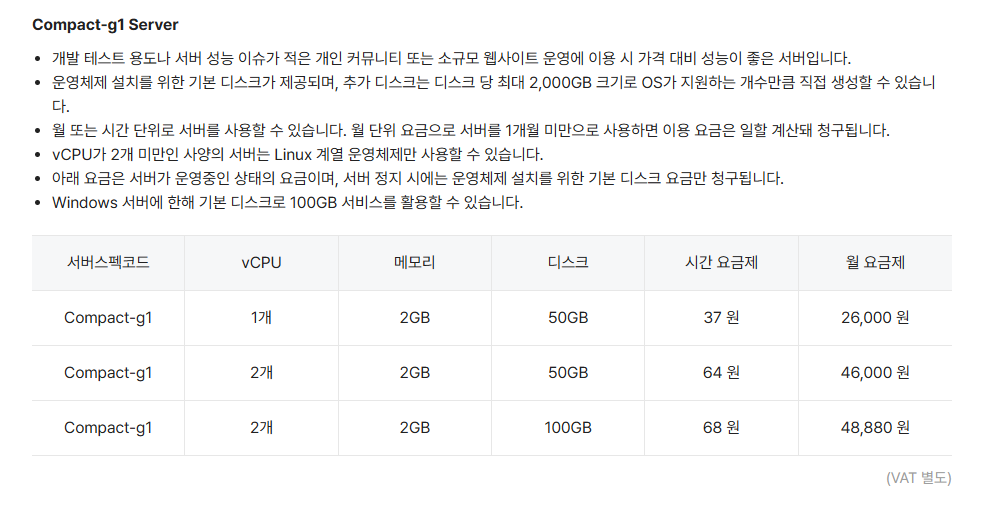 Compact-g1 Server
• 개발 테스트 용도나 서버 성능 이슈가 적은 개인 커뮤니티 또는 소규모 웹사이트 운영에 이용 시 가격 대비 성능이 좋은 서버입니다.
• 운영체제 설치를 위한 기본 디스크가 제공되며, 추가 디스크는 디스크 당 최대 2,000GB 크기로 OS가 지원하는 개수만큼 직접 생성할 수 있습니
다.
• 월 또는 시간 단위로 서버를 사용할 수 있습니다. 월 단위 요금으로 서버를 1개월 미만으로 사용하면 이용 요금은 일할 계산돼 청구됩니다.
• vCPU가 2개 미만인 사양의 서버는 Linux 계열 운영체제만 사용할 수 있습니다.
• 아래 요금은 서버가 운영중인 상태의 요금이며, 서버 정지 시에는 운영체제 설치를 위한 기본 디스크 요금만 청구됩니다.
• Windows 서버에 한해 기본 디스크로 100GB 서비스를 활용할 수 있습니다.
서버스펙코드 vCPU 메모리 디스크 시간 요금제 월 요금제
Compact-g1 1개 2GB 50GB 37 원 26,000 원
Compact-g1 2개 2GB 50GB 64 원 46,000 원
Compact-g1 2개 2GB 100GB 68 원 48,880 원
(VAT 별도)